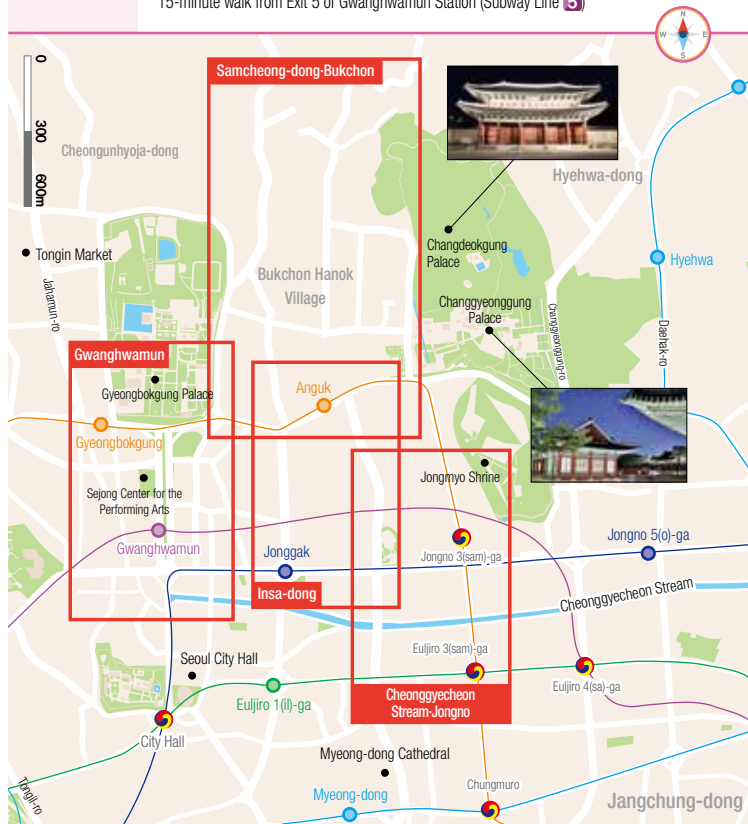 15-minute walk from Exit 5 of Gwanghwamun Station (Subway Line 5)
N
W E
S
0
300
600m
Samcheong-dong·Bukchon
Cheongunhyoja-dong
Hyehwa-dong
Tongin Market
Changdeokgung
Palace
Hyehwa
Bukchon Hanok
Village
Jahamun-ro
Changgyeonggung
Palace
Changgyeonggung-ro
Daehak-ro
Gwanghwamun
Gyeongbokgung Palace
Anguk
Gyeongbokgung
Jongmyo Shrine
Sejong Center for the
Performing Arts
Gwanghwamun
Jonggak
Jongno 3(sam)-ga
Jongno 5(o)-ga
Insa-dong
Cheonggyecheon Stream
Euljiro 3(sam)-ga
Seoul City Hall
Euljiro 4(sa)-ga
Euljiro 1(il)-ga
Cheonggyecheon
Stream·Jongno
City Hall
Myeong-dong Cathedral
Chungmuro
Tongil-ro
Myeong-dong
Jangchung-dong